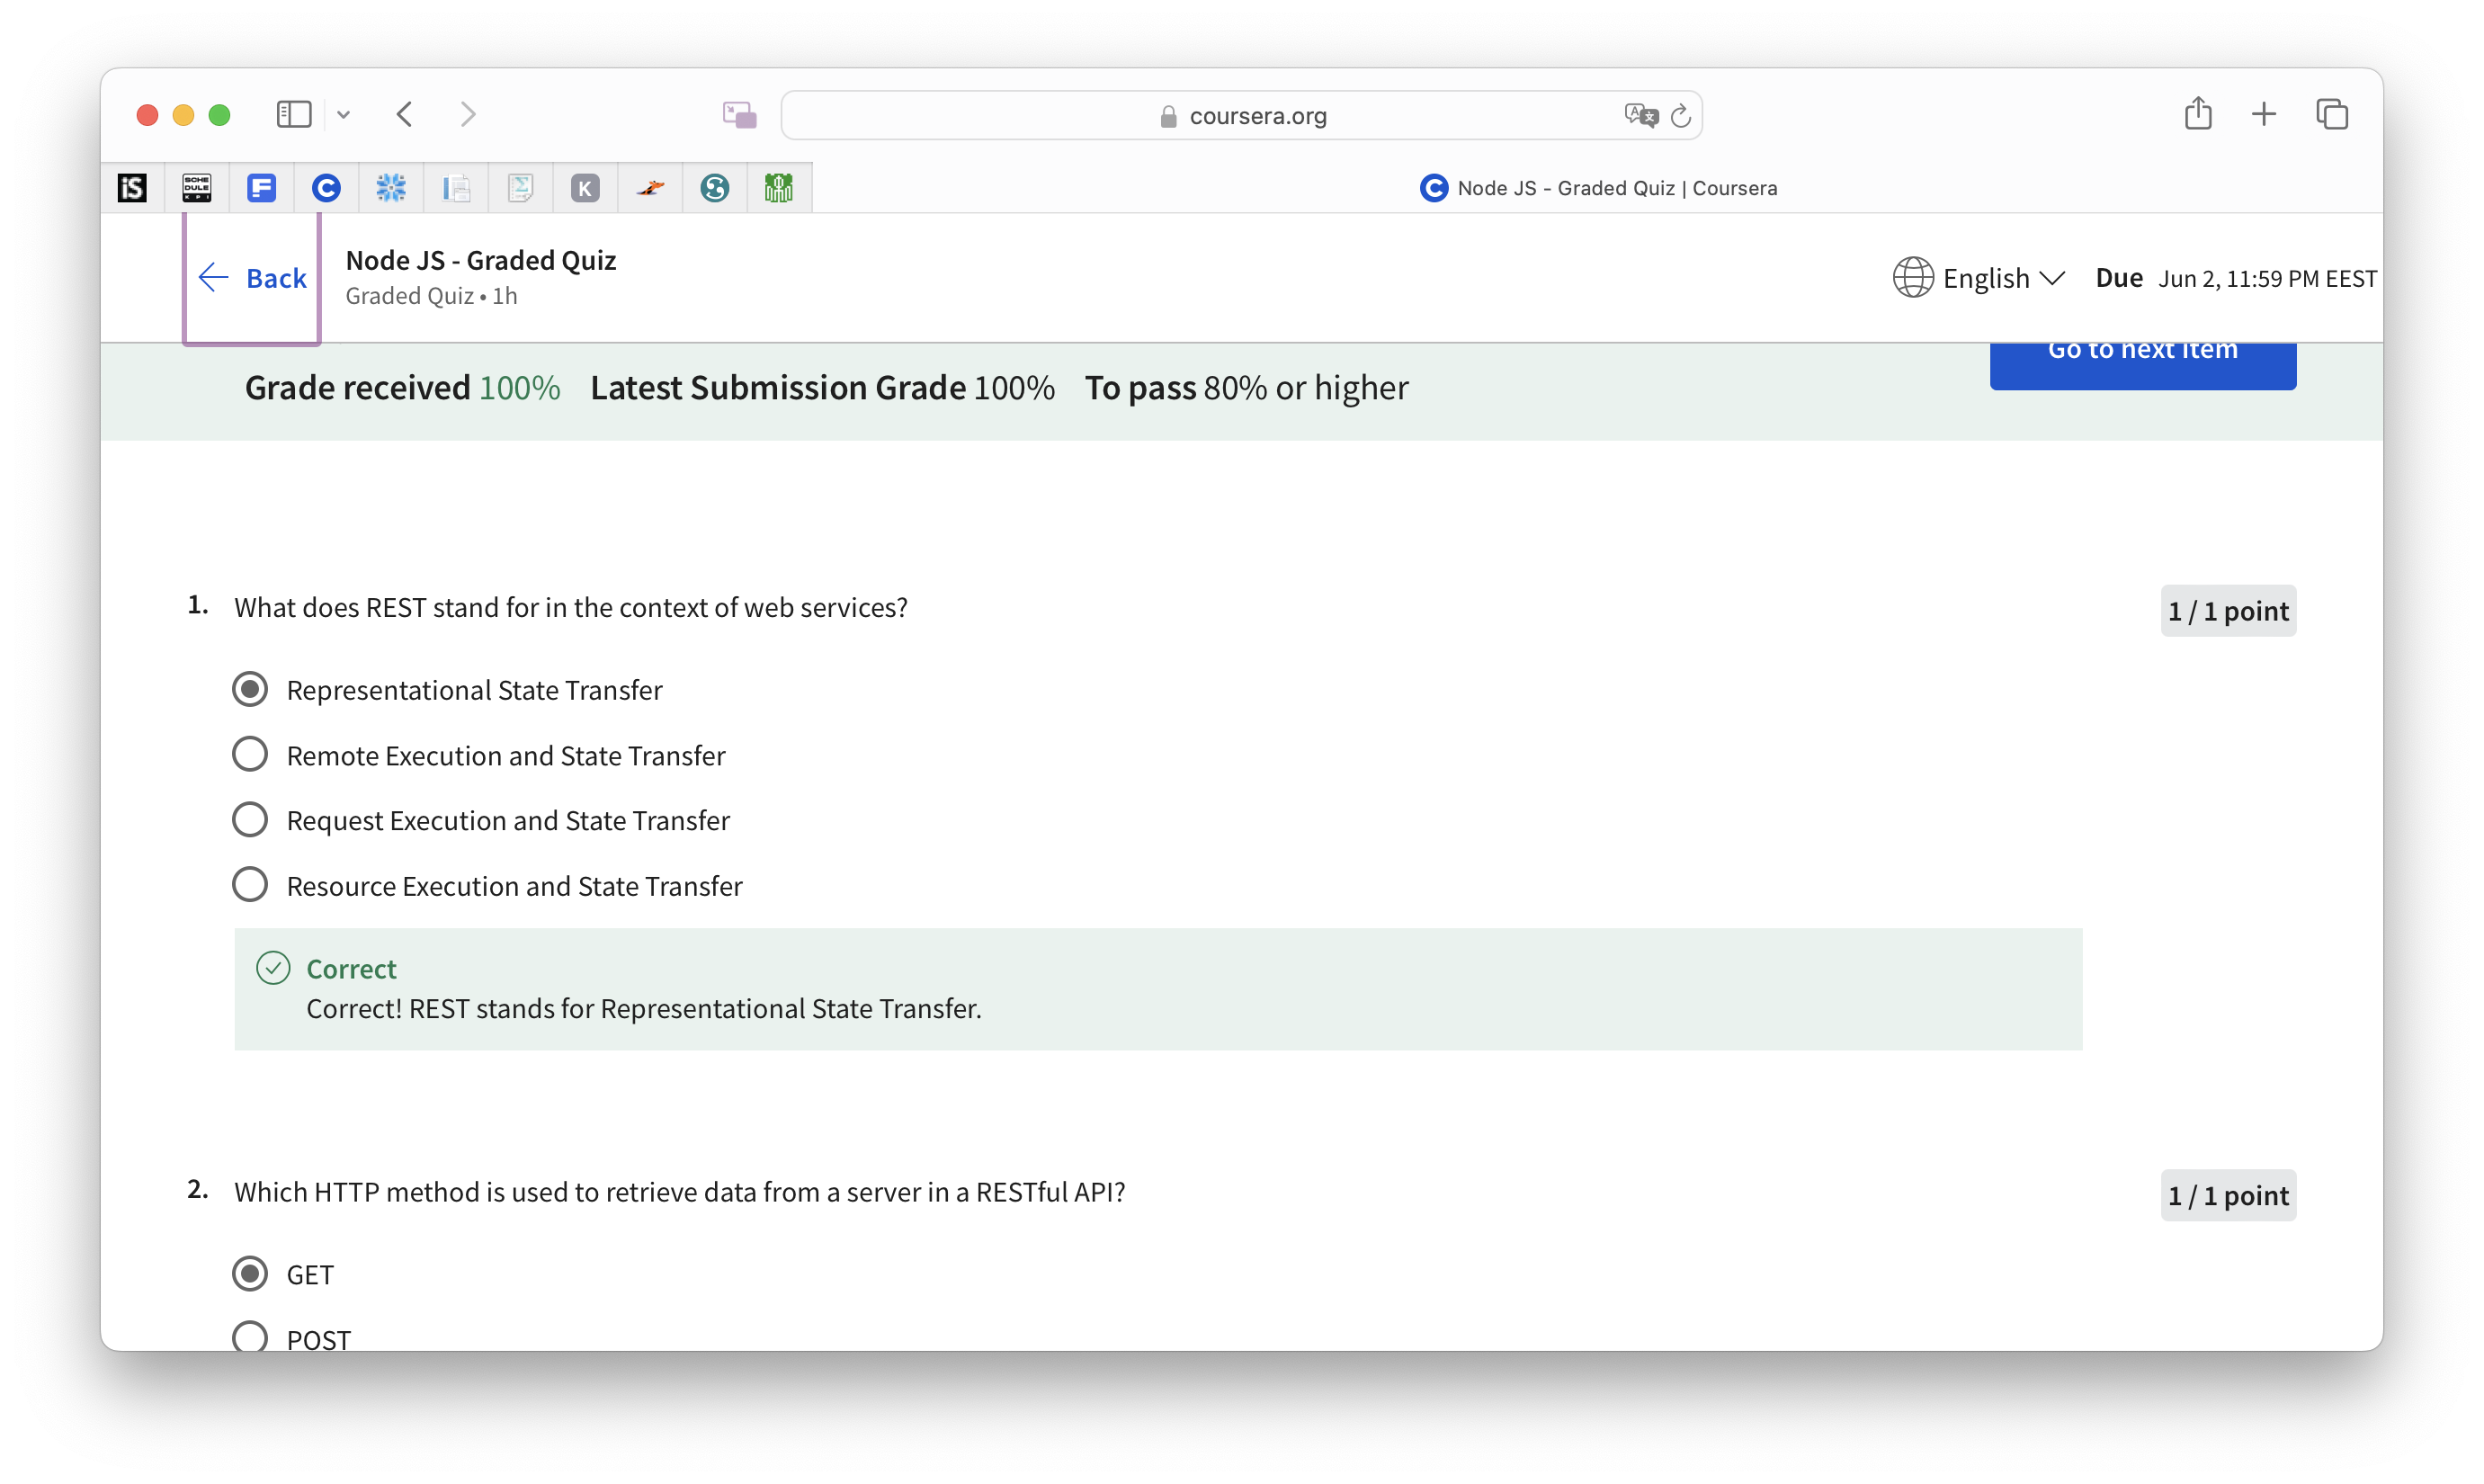 coursera.org
iS
SCHE
DULE
KPI
K
Node JS - Graded Quiz | Coursera
Back
Node JS - Graded Quiz
Graded Quiz • 1h
English
Due Jun 2, 11:59 PM EEST
Go to next item
Grade received 100% Latest Submission Grade 100% To pass 80% or higher
1. What does REST stand for in the context of web services?
1 / 1 point
Representational State Transfer
Remote Execution and State Transfer
Request Execution and State Transfer
Resource Execution and State Transfer
Correct
Correct! REST stands for Representational State Transfer.
2. Which HTTP method is used to retrieve data from a server in a RESTful API?
1 / 1 point
GET
POST